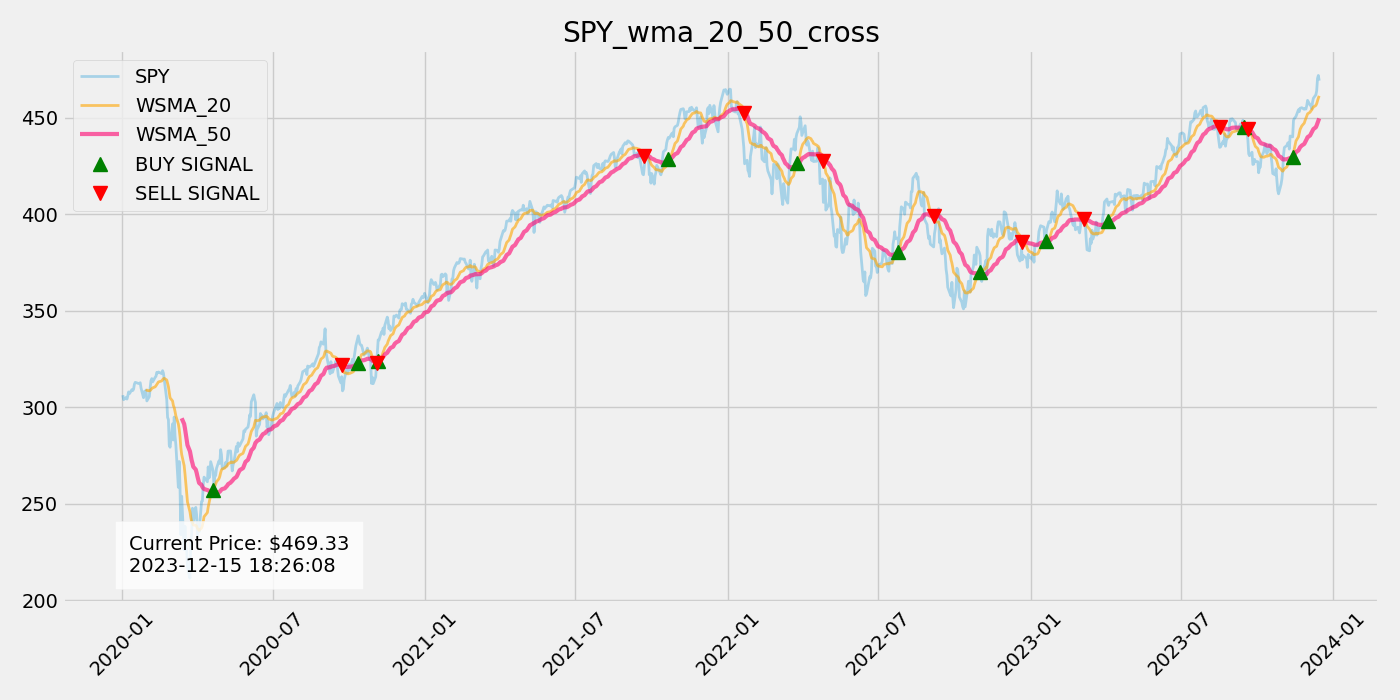 SPY_wma_20_50_cross
SPY
WSMA_20
WSMA_50
BUY SIGNAL
SELL SIGNAL
450
400
350
300
250
200
Current Price: $469.33
2023-12-15 18:26:08
2020-01
2020-07
2021-01
2021-07
2022-01
2022-07
2023-01
2023-07
2024-01